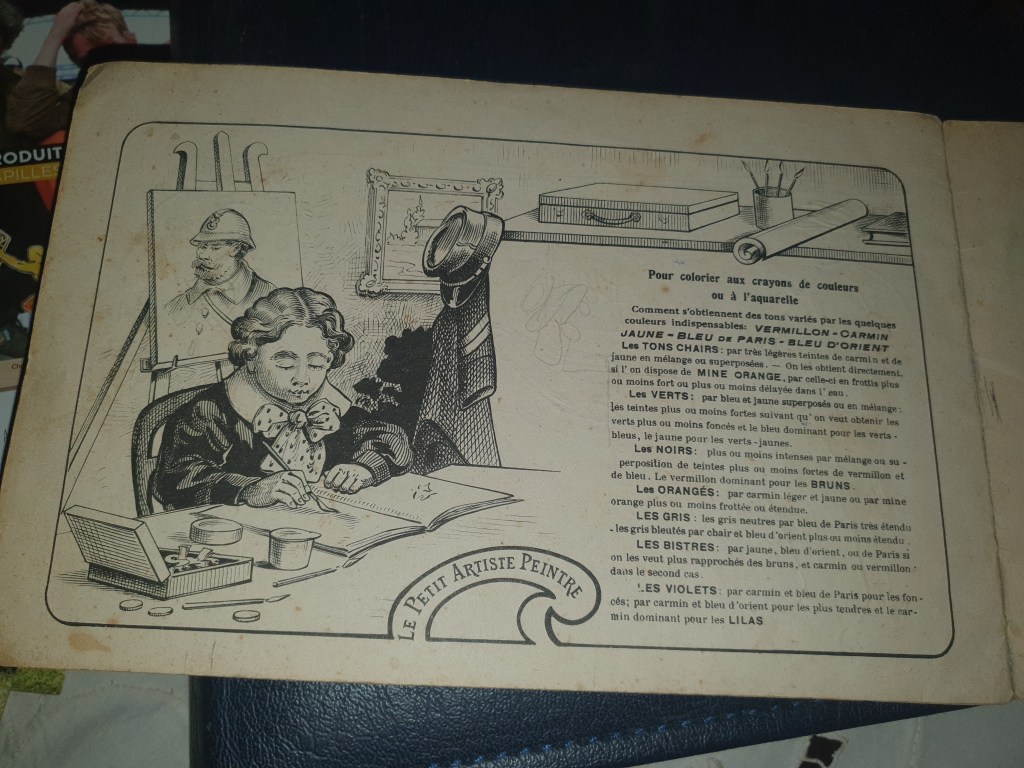 RODUIT
APILLES
Pour colorier aux crayons de couleurs
ou à l'aquarelle
Comment s'obtiennent des tons variés par les quelques
couleurs indispensables: VERMILLON - CARMIN
JAUNE - BLEU DE PARIS - BLEU D'ORIENT
Les TONS CHAIRS: par très légères teintes de carmin et de
jaune en mélange ou superposées. — On les obtient directement,
si l'on dispose de MINE ORANGE, par celle-ci en frottis plus
ou moins fort ou plus ou moins délayée dans l'eau.
Les VERTS: par bleu et jaune superposés ou en mélange:
les teintes plus ou moins fortes suivant qu'on veut obtenir les
verts plus ou moins foncés et le bleu dominant pour les verts-
bleus, le jaune pour les verts-jaunes.
Les NOIRS: plus ou moins intenses par mélange ou su-
perposition de teintes plus ou moins fortes de vermillon et
de bleu. Le vermillon dominant pour les BRUNS.
Les ORANGÉS: par carmin léger et jaune ou par mine
orange plus ou moins frottée ou étendue.
LES GRIS: les gris neutres par bleu de Paris très étendu
- les gris bleutés par chair et bleu d'orient plus ou moins étendu.
LES BISTRES: par jaune, bleu d'orient, ou de Paris si
on les veut plus rapprochés des bruns, et carmin ou vermillon
dans le second cas.
LES VIOLETS: par carmin et bleu de Paris pour les fon-
cés; par carmin et bleu d'orient pour les plus tendres et le car-
min dominant pour les LILAS
LE PETIT ARTISTE PEINTRE